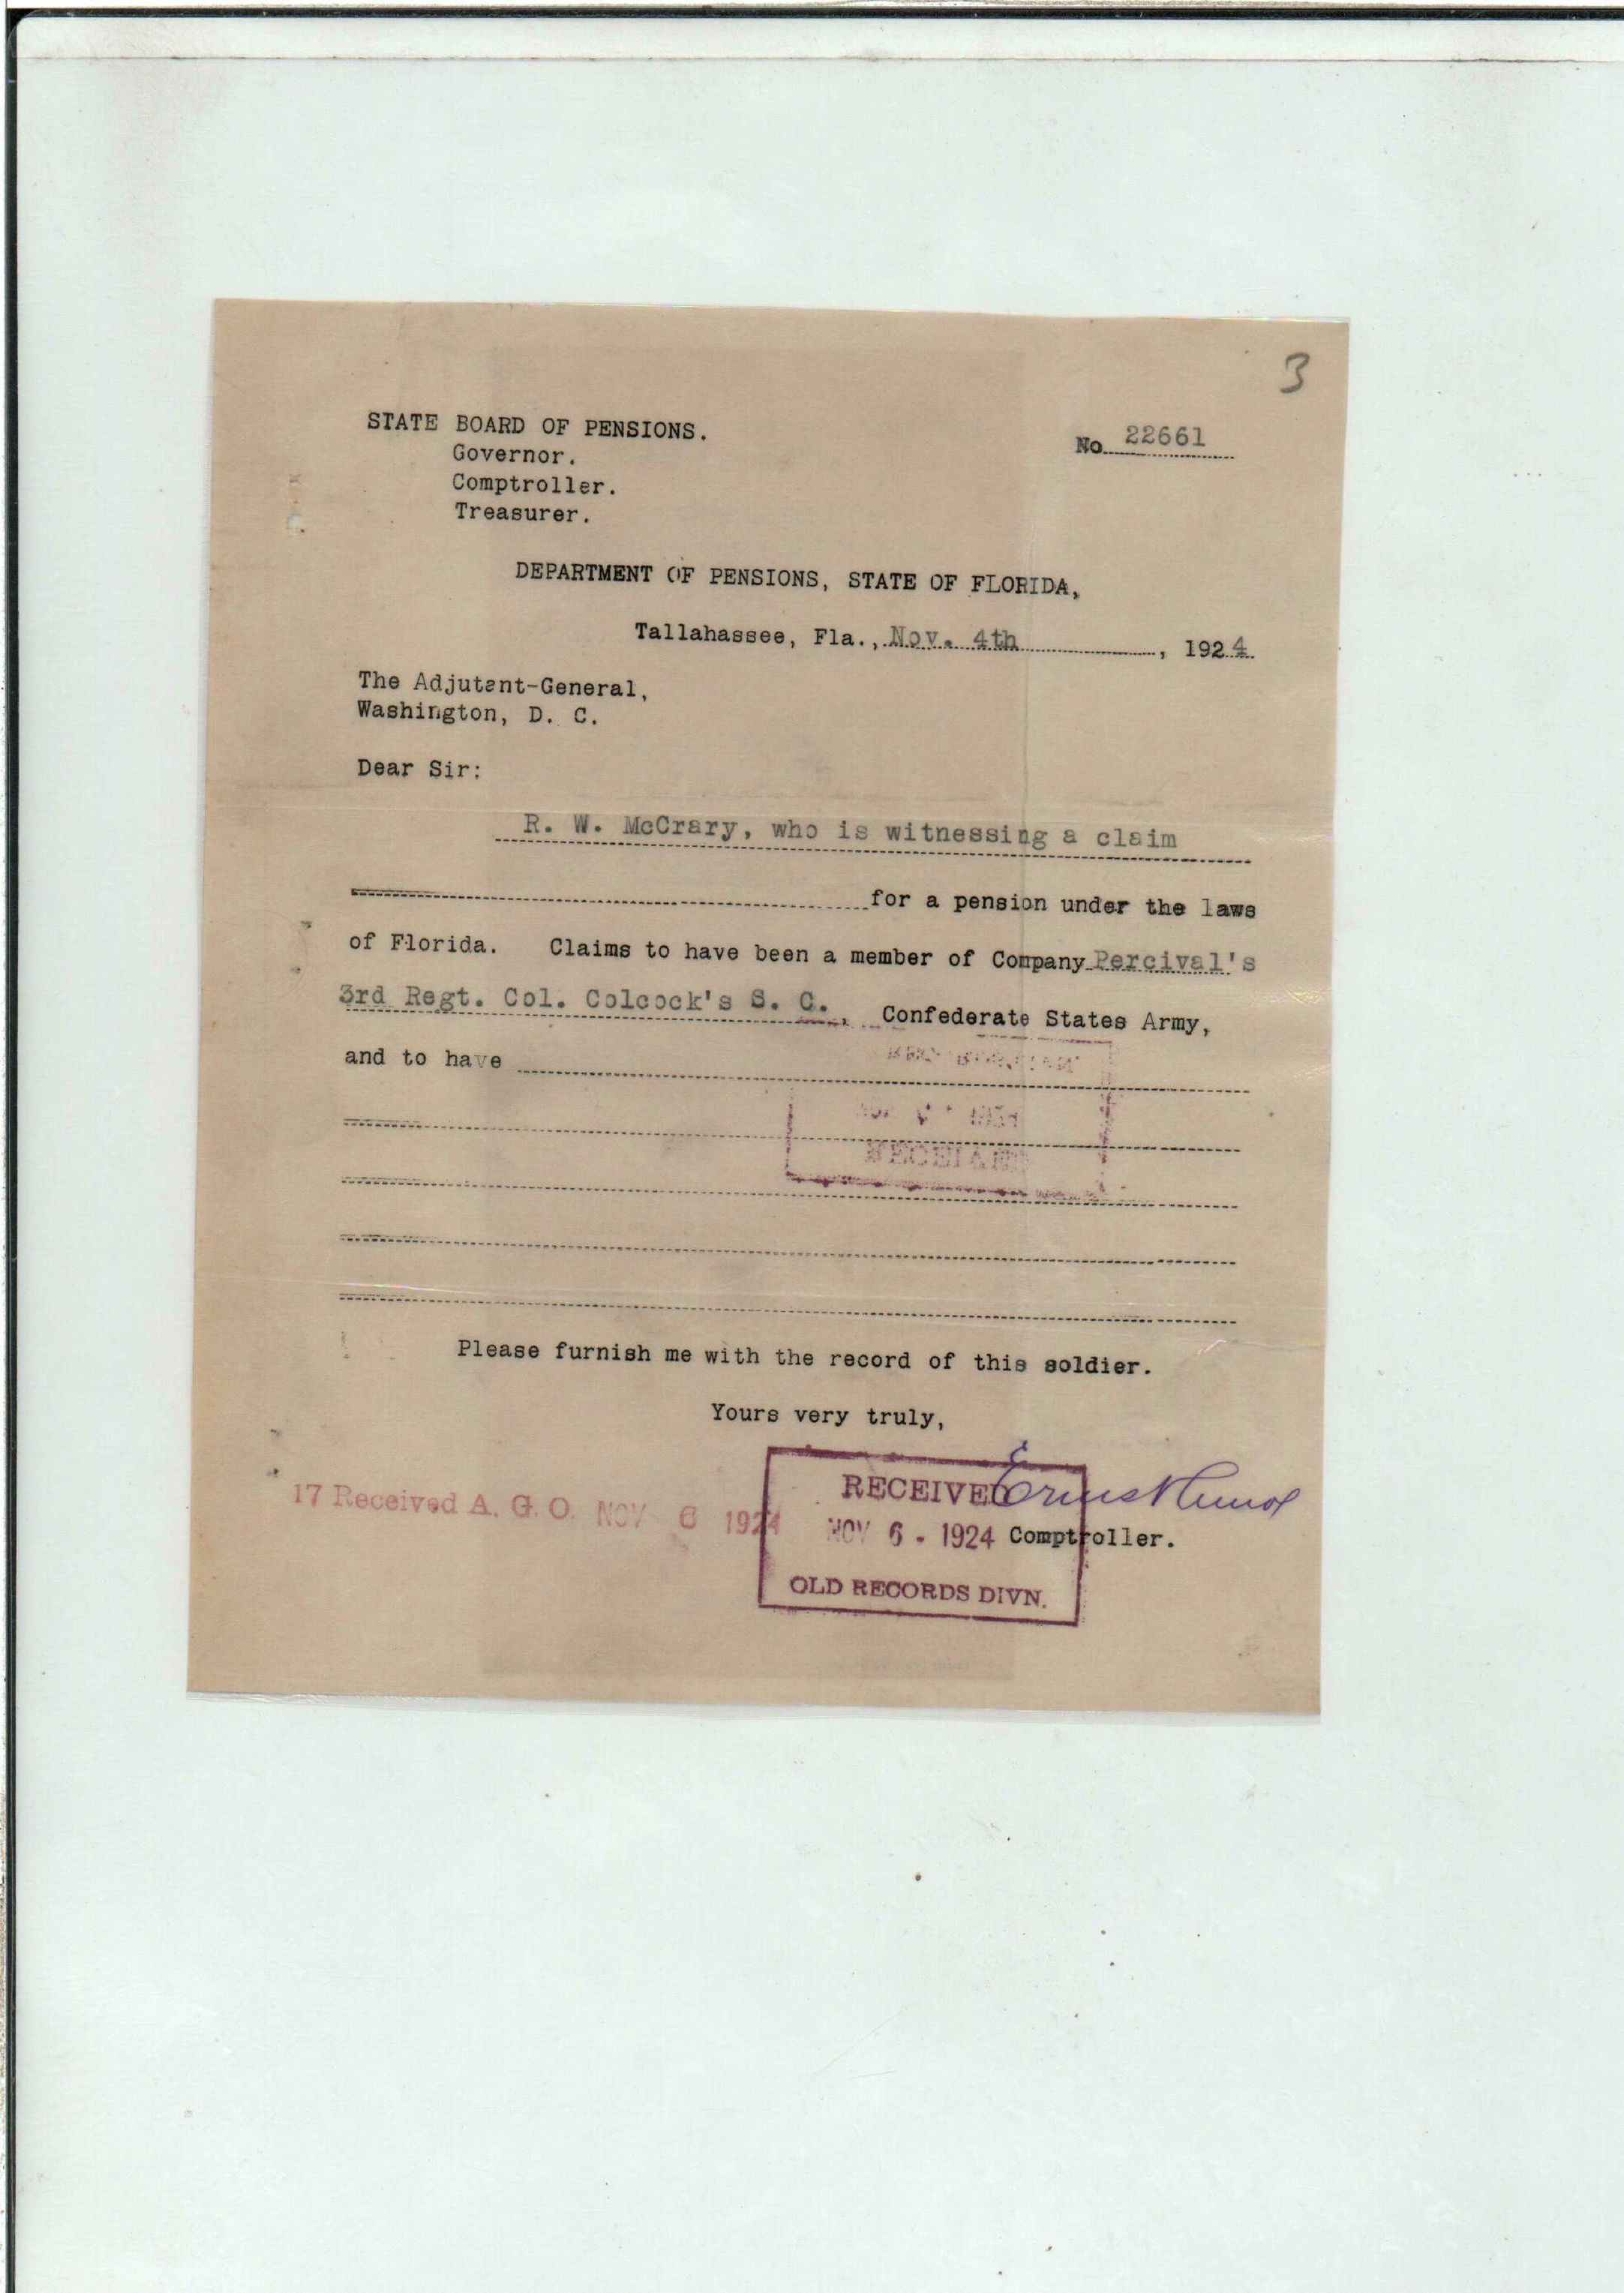 3
STATE BOARD OF PENSIONS.
No 22661
Governor.
Comptroller.
Treasurer.
DEPARTMENT OF PENSIONS, STATE OF FLORIDA,
Tallahassee, Fla., Nov. 4th, 1924
The Adjutant-General,
Washington, D. C.
Dear Sir:
R. W. McCrary, who is witnessing a claim
for a pension under the laws
of Florida. Claims to have been a member of Company Percival's
3rd Regt. Col. Colcock's S. C., Confederate States Army,
and to have
Please furnish me with the record of this soldier.
Yours very truly,
RECEIVED
17 Received A. G. O. NOV 6 1924
NOV 6 - 1924 Comptroller.
OLD RECORDS DIVN.